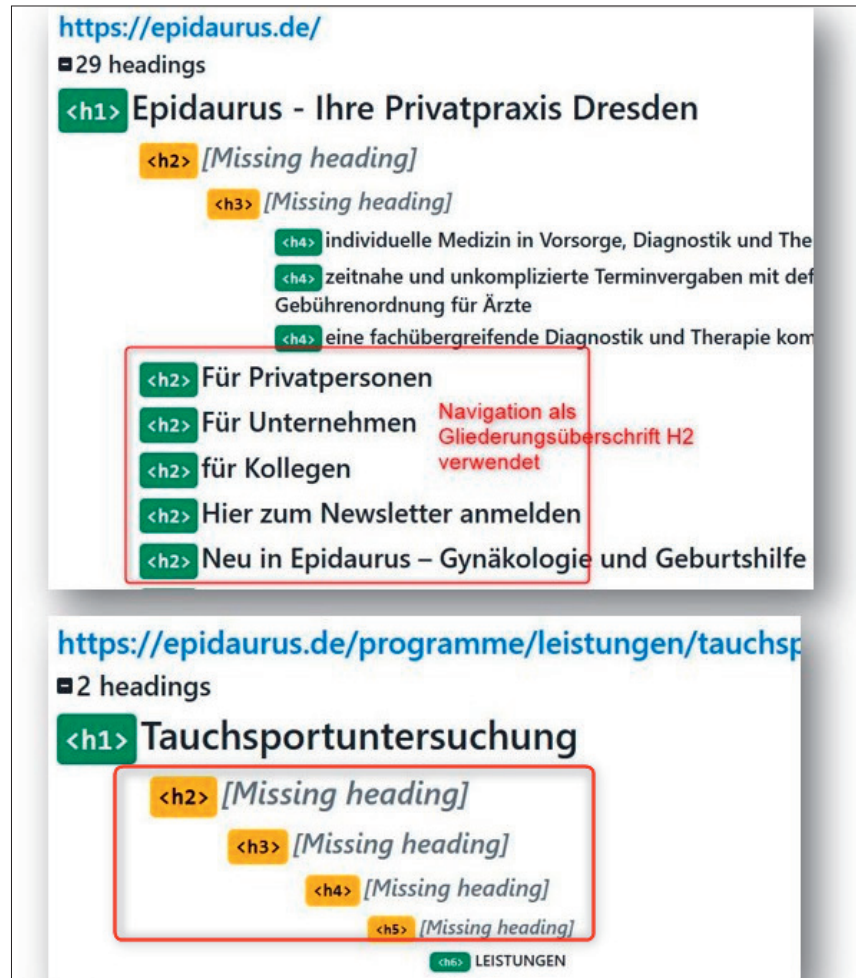 https://epidaurus.de/
29 headings
<h1> Epidaurus - Ihre Privatpraxis Dresden
<h2> [Missing heading]
<h3> [Missing heading]
<h4> individuelle Medizin in Vorsorge, Diagnostik und The
<h4> zeitnahe und unkomplizierte Terminvergaben mit def
Gebührenordnung für Ärzte
<h4> eine fachübergreifende Diagnostik und Therapie kom
<h2> Für Privatpersonen
<h2> Für Unternehmen
Navigation als
Gliederungsüberschrift H2
verwendet
<h2> für Kollegen
<h2> Hier zum Newsletter anmelden
<h2> Neu in Epidaurus – Gynäkologie und Geburtshilfe
https://epidaurus.de/programme/leistungen/tauchsp
2 headings
<h1> Tauchsportuntersuchung
<h2> [Missing heading]
<h3> [Missing heading]
<h4> [Missing heading]
<h5> [Missing heading]
<h6> LEISTUNGEN